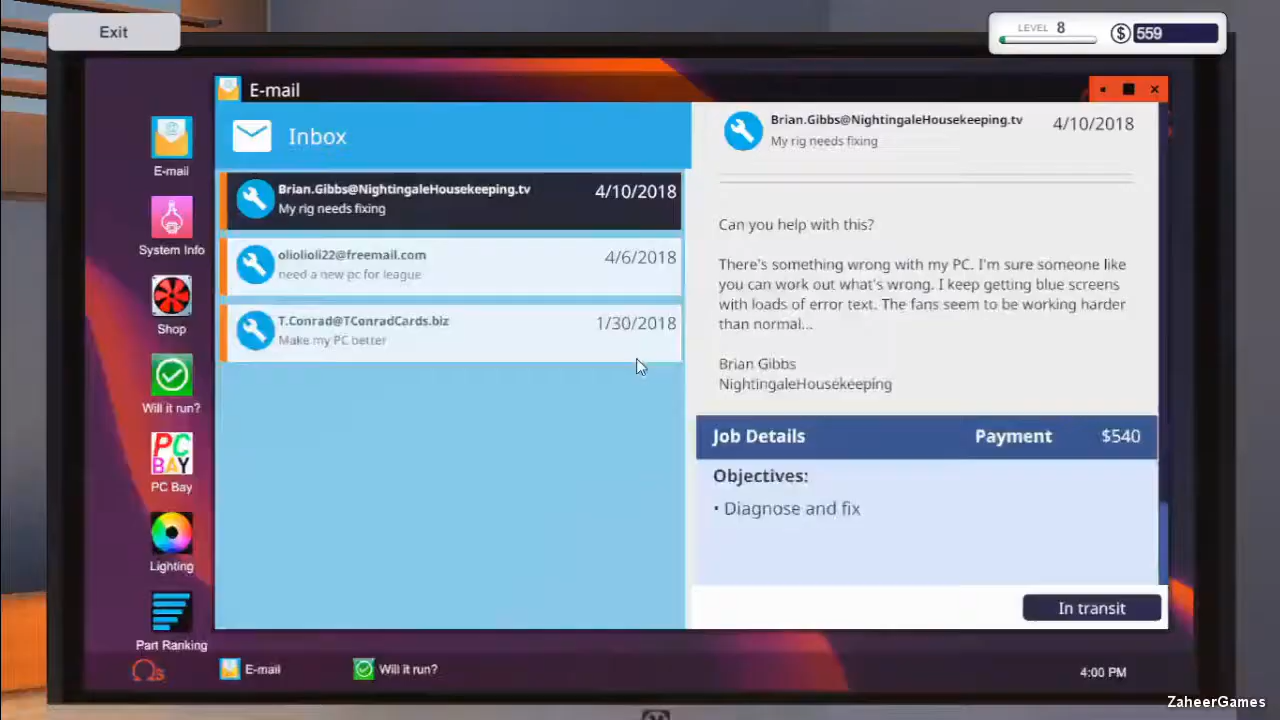 Exit
LEVEL 8
$ 559
E-mail
Inbox
Brian.Gibbs@NightingaleHousekeeping.tv
4/10/2018
My rig needs fixing
oliolioli22@freemail.com
4/6/2018
need a new pc for league
T.Conrad@TConradCards.biz
1/30/2018
Make my PC better
Brian.Gibbs@NightingaleHousekeeping.tv
4/10/2018
My rig needs fixing
Can you help with this?
There's something wrong with my PC. I'm sure someone like
you can work out what's wrong. I keep getting blue screens
with loads of error text. The fans seem to be working harder
than normal...
Brian Gibbs
NightingaleHousekeeping
Job Details
Payment
$540
Objectives:
• Diagnose and fix
In transit
E-mail
System Info
Shop
Will it run?
PC
BAY
PC Bay
Lighting
Part Ranking
Ωs
E-mail
Will it run?
4:00 PM
ZaheerGames